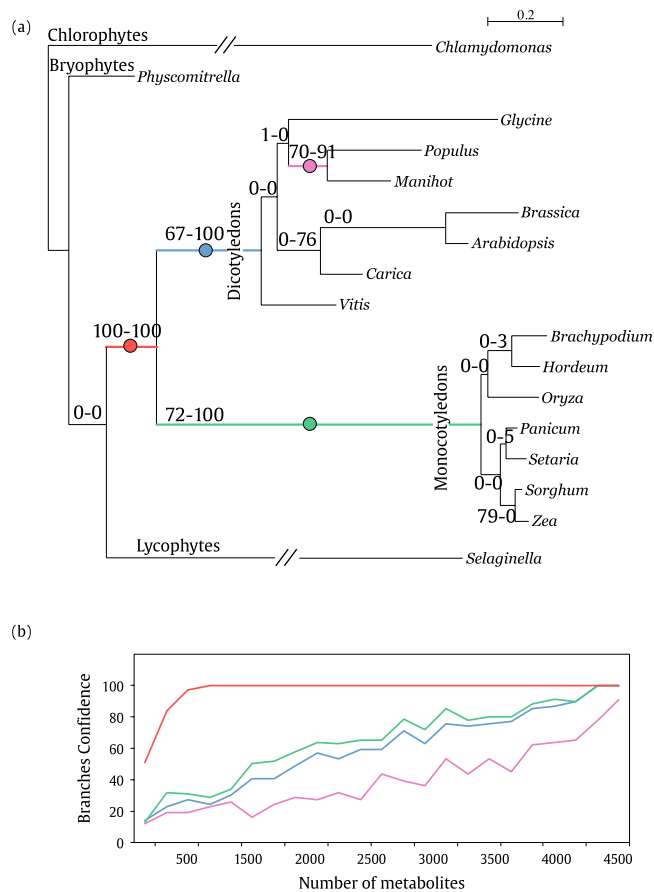 (a)
0.2
Chlorophytes
Chlamydomonas
Bryophytes
Physcomitrella
Glycine
1-0
70-91
Populus
Manihot
0-0
0-0
Brassica
67-100
0-76
Arabidopsis
Dicotyledons
Carica
Vitis
100-100
0-3
Brachypodium
0-0
Hordeum
Oryza
0-0
72-100
Monocotyledons
Panicum
0-5
Setaria
0-0
Sorghum
79-0
Zea
Lycophytes
Selaginella
(b)
Branches Confidence
100
80
60
40
20
0
500 1500 2000 2500 3000 3500 4000 4500
Number of metabolites